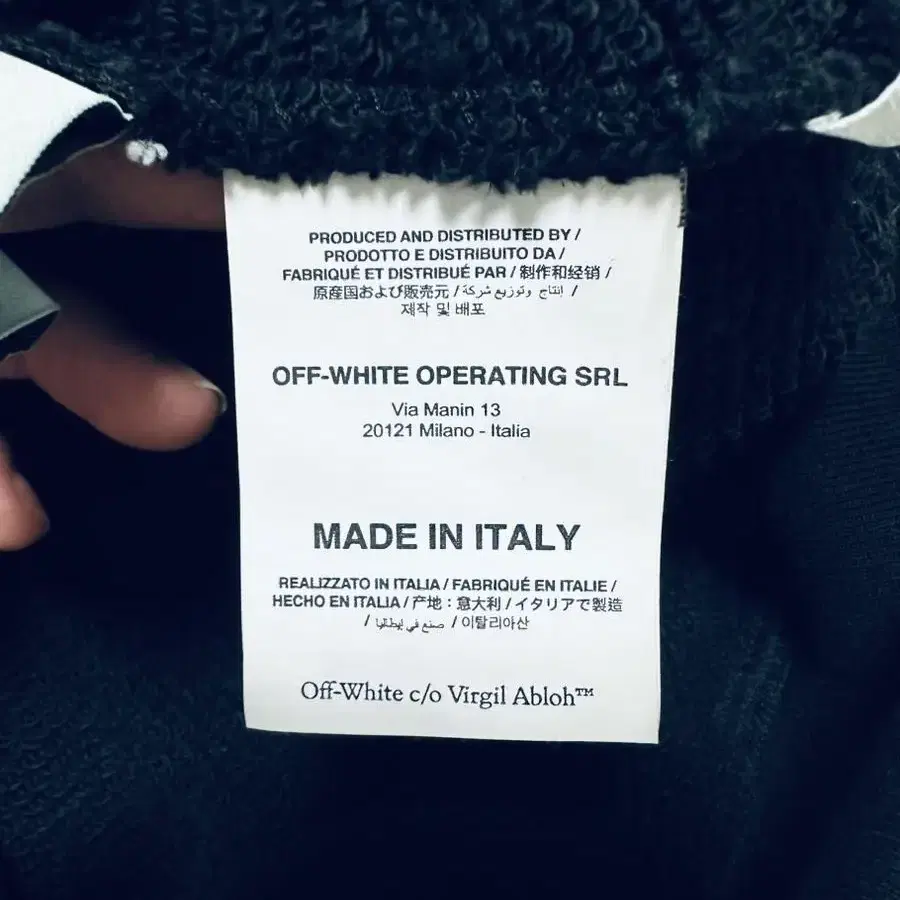 PRODUCED AND DISTRIBUTED BY /
PRODOTTO E DISTRIBUITO DA /
FABRIQUÉ ET DISTRIBUÉ PAR / 制作和经销 /
原産国および販売元 / إنتاج وتوزيع شركة /
제작 및 배포
OFF-WHITE OPERATING SRL
Via Manin 13
20121 Milano - Italia
MADE IN ITALY
REALIZZATO IN ITALIA / FABRIQUÉ EN ITALIE /
HECHO EN ITALIA / 产地：意大利 / イタリアで製造
/ صنع في إيطاليا / 이탈리아산
Off-White c/o Virgil Abloh™